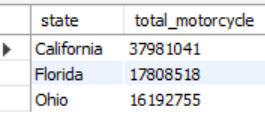 state total_motorcycle
California 37981041
Florida 17808518
Ohio 16192755